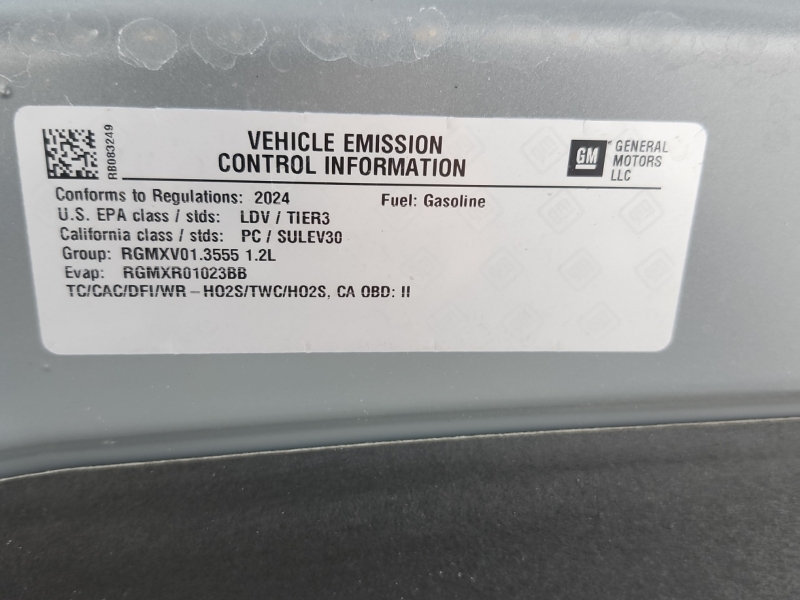 RB083249
VEHICLE EMISSION
CONTROL INFORMATION
GM
GENERAL
MOTORS
LLC
Conforms to Regulations: 2024 Fuel: Gasoline
U.S. EPA class / stds: LDV / TIER3
California class / stds: PC / SULEV30
Group: RGMXV01.3555 1.2L
Evap: RGMXR01023BB
TC/CAC/DFI/WR-HO2S/TWC/HO2S, CA OBD: II